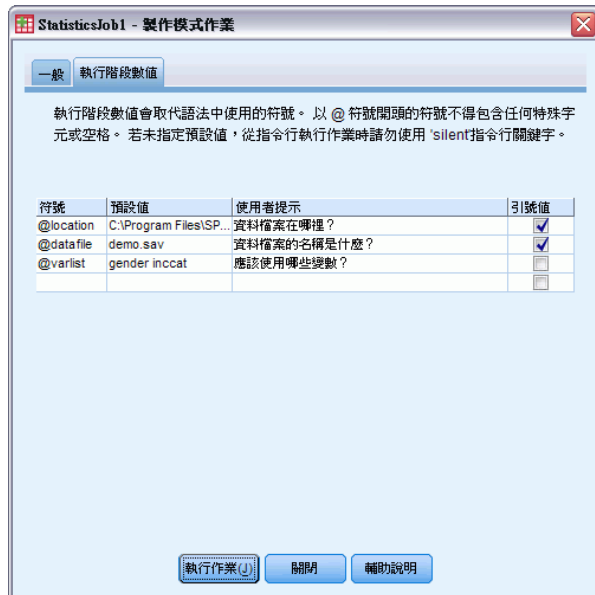 StatisticsJob1 - 製作模式作業
一般 執行階段數值
執行階段數值會取代語法中使用的符號。 以 @ 符號開頭的符號不得包含任何特殊字
元或空格。 若未指定預設值，從指令行執行作業時請勿使用 'silent'指令行關鍵字。
符號 預設值 使用者提示 引號值
@location C:\Program Files\SP... 資料檔案在哪裡？
@datafile demo.sav 資料檔案的名稱是什麼？
@varlist gender inccat 應該使用哪些變數？
執行作業(J) 關閉 輔助說明